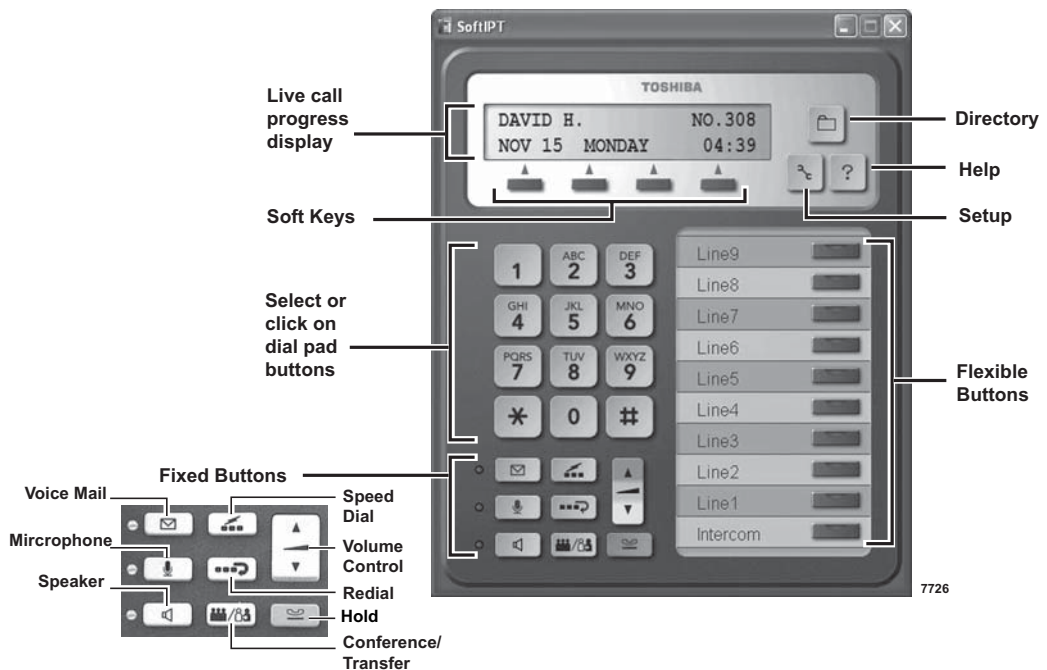 SoftIPT
TOSHIBA
DAVID H. NO.308
NOV 15 MONDAY 04:39
Live call
progress
display
Directory
?
Help
Setup
Soft Keys
1
ABC
2
DEF
3
GHI
4
JKL
5
MNO
6
PQRS
7
TUV
8
WXYZ
9
*
0
#
Select or
click on
dial pad
buttons
Line9
Line8
Line7
Line6
Line5
Line4
Line3
Line2
Line1
Intercom
Flexible
Buttons
Fixed Buttons
Voice Mail
Speed
Dial
Mircrophone
Volume
Control
Speaker
Redial
Hold
Conference/
Transfer
7726